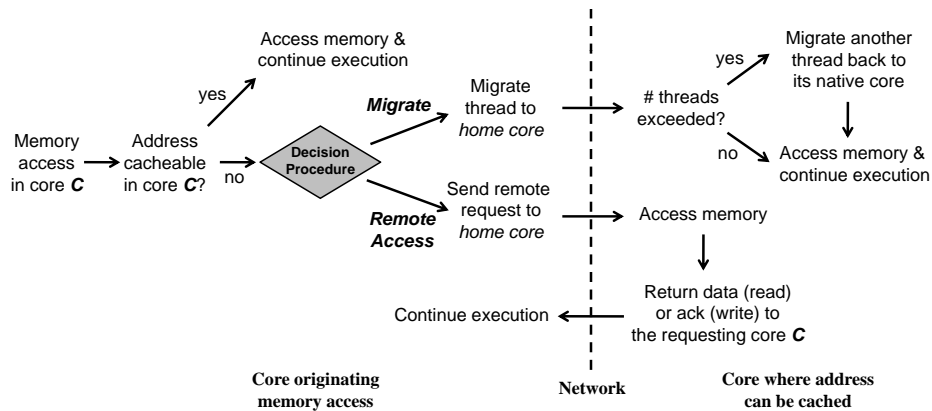 Access memory &
continue execution
yes
Memory
access
in core C
Address
cacheable
in core C?
no
Decision
Procedure
Migrate
Migrate
thread to
home core
# threads
exceeded?
yes
Migrate another
thread back to
its native core
no
Access memory &
continue execution
Remote
Access
Send remote
request to
home core
Access memory
Return data (read)
or ack (write) to
the requesting core C
Continue execution
Core originating
memory access
Network
Core where address
can be cached